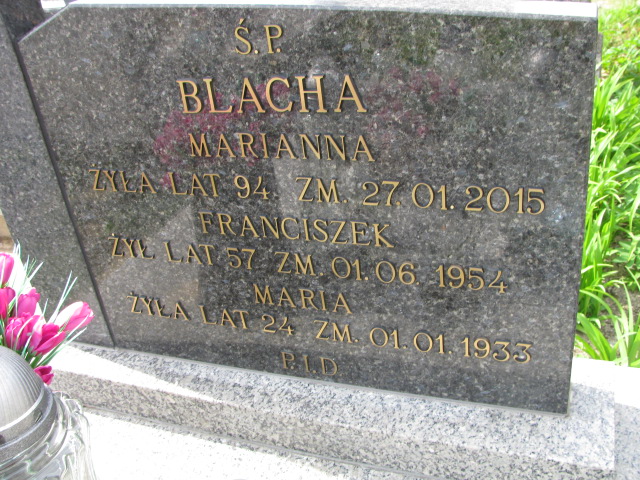 Ś.P.
BLACHA
MARIANNA
ŻYŁA LAT 94 ZM. 27.01.2015
FRANCISZEK
ŻYŁ LAT 57 ZM. 01.06.1954
MARIA
ŻYŁA LAT 24 ZM. 01.01.1933
P.I.D.